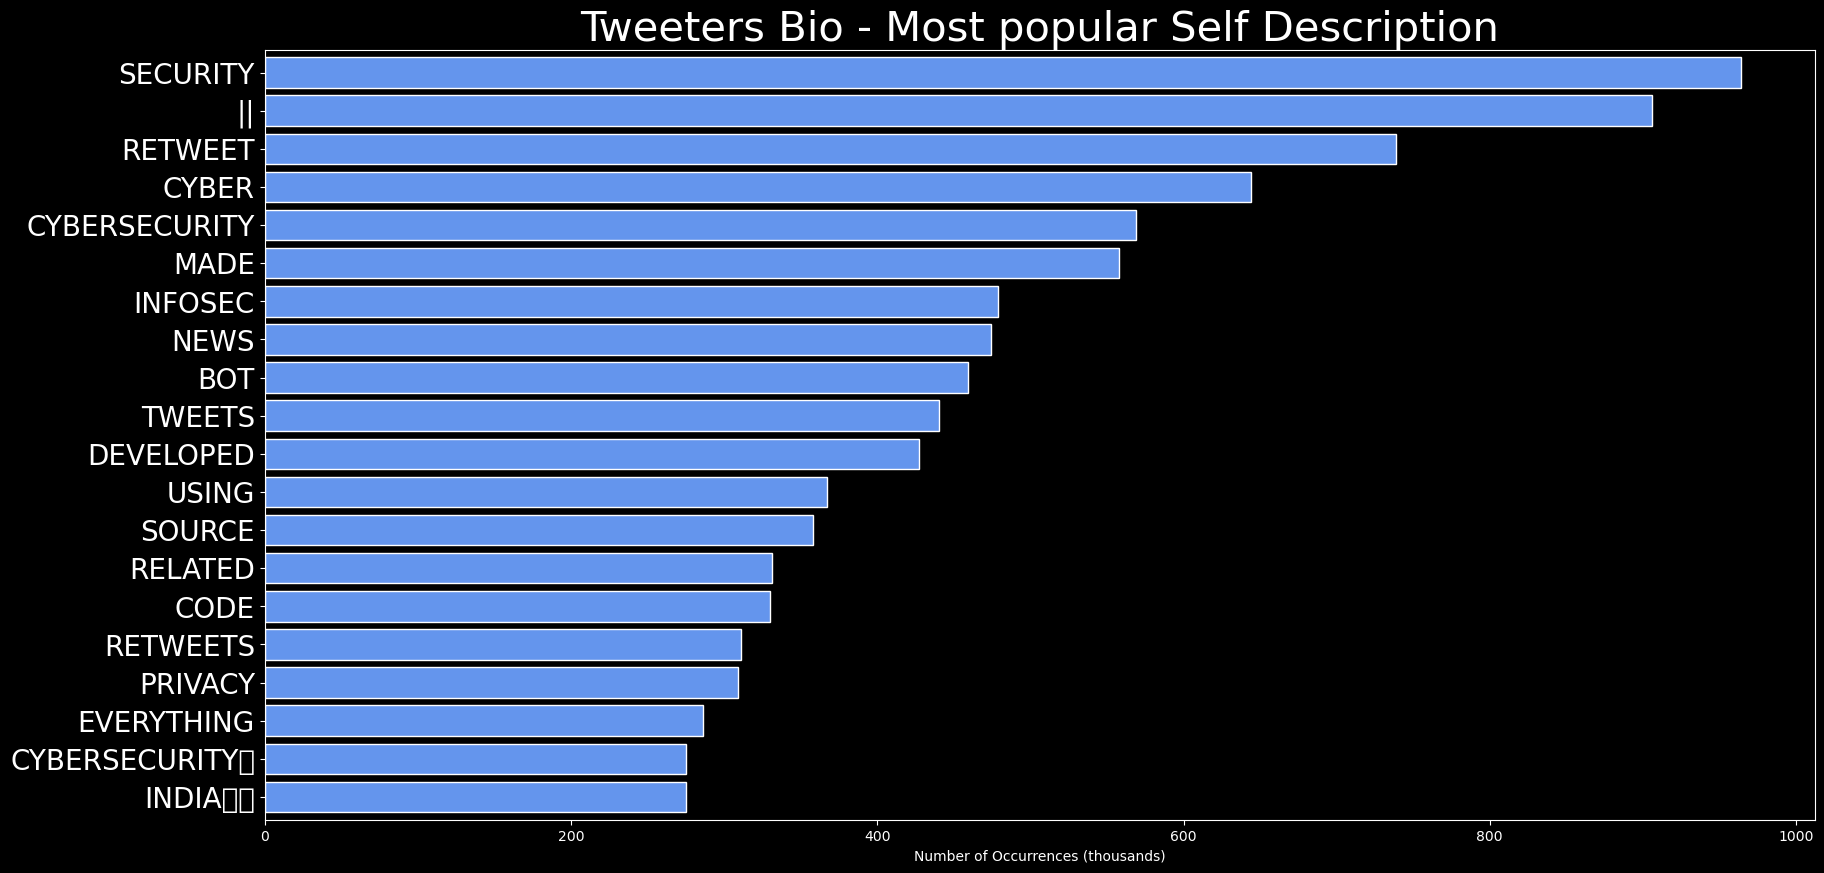 Tweeters Bio - Most popular Self Description
SECURITY
||
RETWEET
CYBER
CYBERSECURITY
MADE
INFOSEC
NEWS
BOT
TWEETS
DEVELOPED
USING
SOURCE
RELATED
CODE
RETWEETS
PRIVACY
EVERYTHING
CYBERSECURITY▯
INDIA▯▯
0 200 400 600 800 1000
Number of Occurrences (thousands)